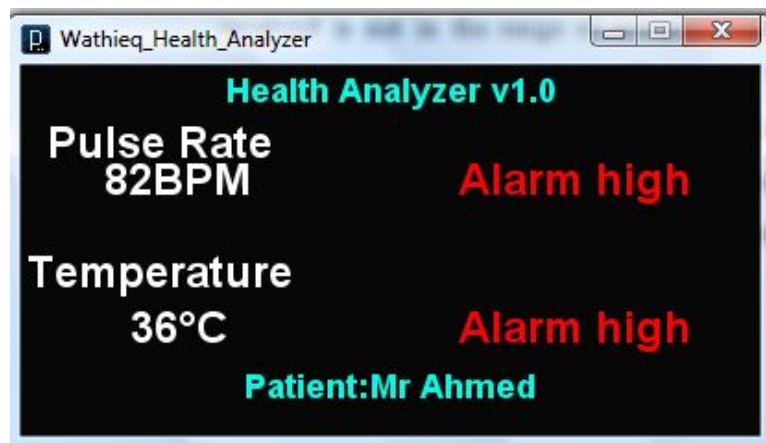 Wathieq_Health_Analyzer
Health Analyzer v1.0
Pulse Rate
82BPM Alarm high
Temperature
36°C Alarm high
Patient:Mr Ahmed